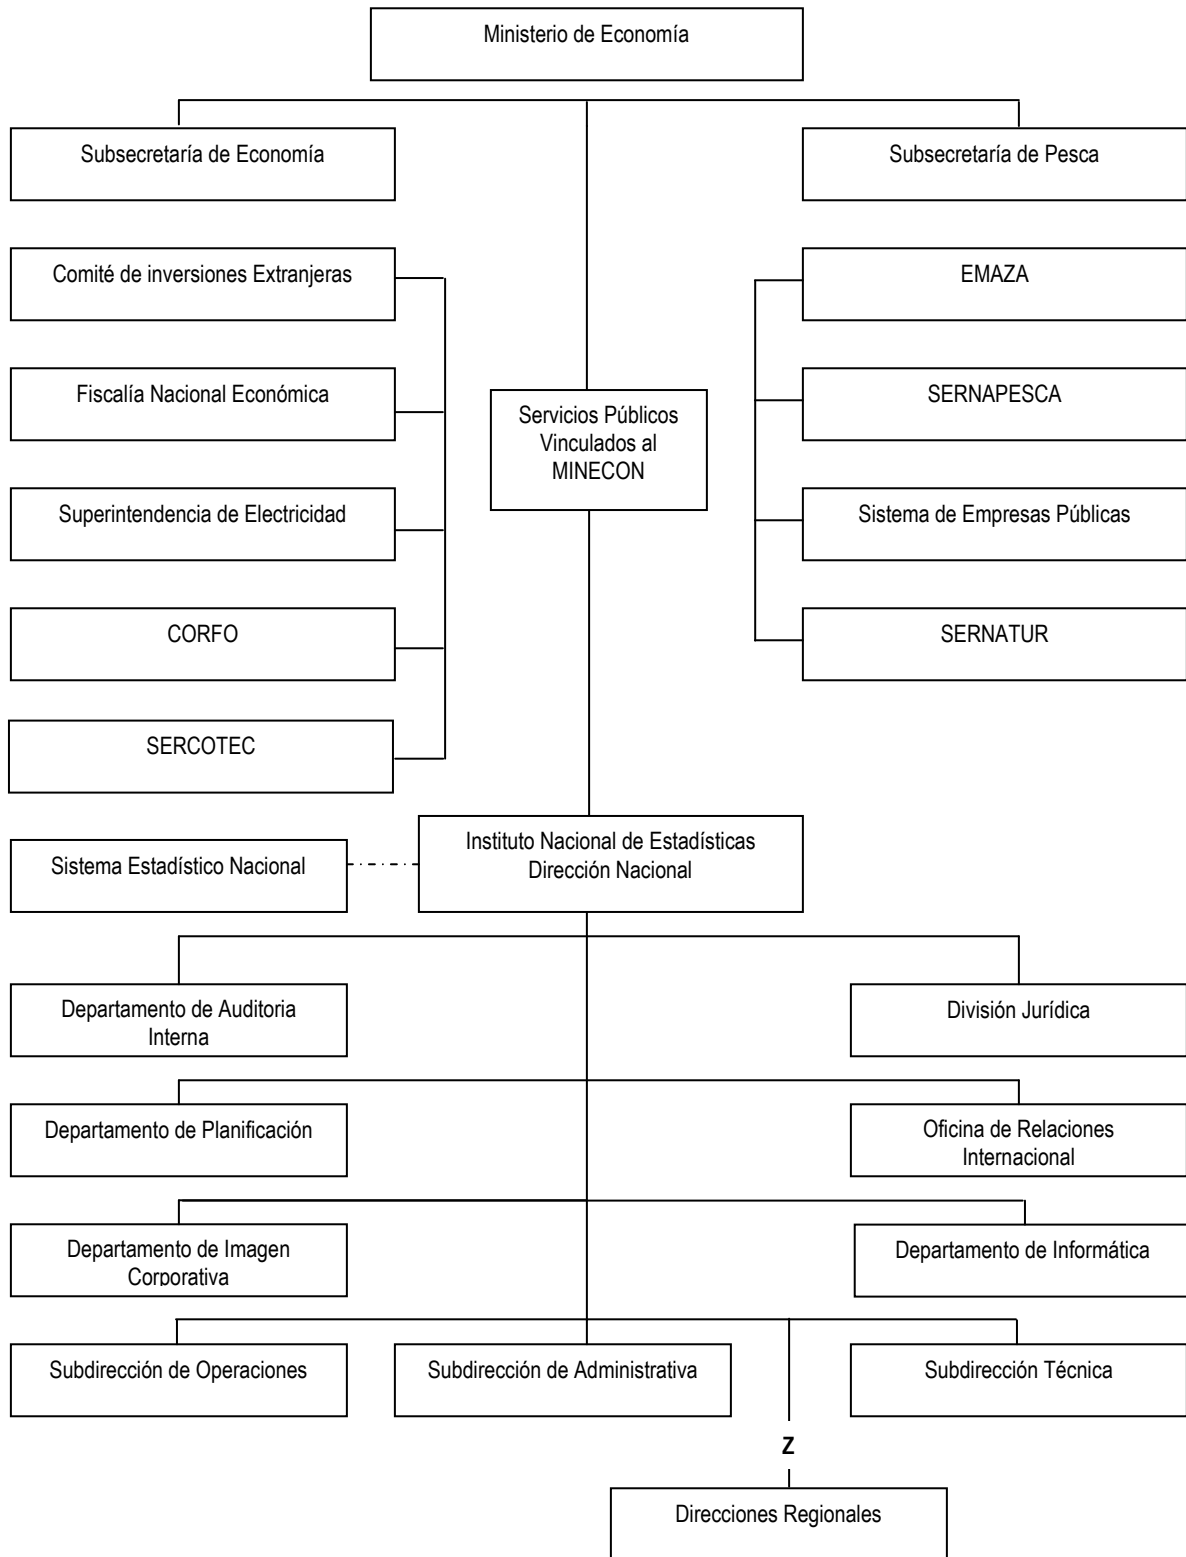 Ministerio de Economía
Subsecretaría de Economía
Subsecretaría de Pesca
Comité de inversiones Extranjeras
EMAZA
Fiscalía Nacional Económica
Servicios Públicos
Vinculados al
MINECON
SERNAPESCA
Superintendencia de Electricidad
Sistema de Empresas Públicas
CORFO
SERNATUR
SERCOTEC
Sistema Estadístico Nacional
Instituto Nacional de Estadísticas
Dirección Nacional
Departamento de Auditoria
Interna
División Jurídica
Departamento de Planificación
Oficina de Relaciones
Internacional
Departamento de Imagen
Corporativa
Departamento de Informática
Subdirección de Operaciones
Subdirección de Administrativa
Subdirección Técnica
Z
Direcciones Regionales